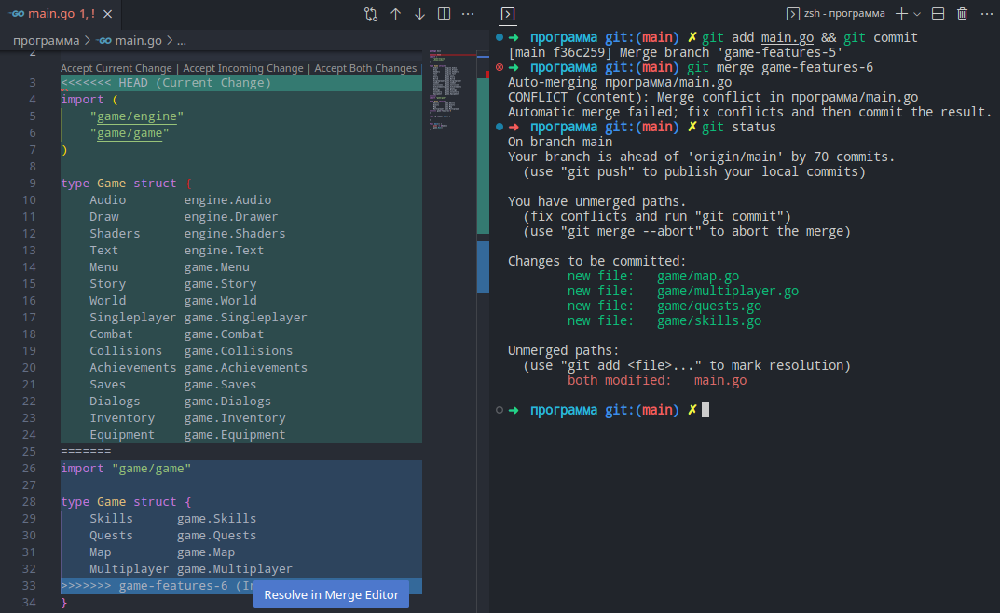 main.go 1, !
программа > main.go > ...
2
Accept Current Change | Accept Incoming Change | Accept Both Changes
3 <<<<<<< HEAD (Current Change)
4 import (
5 "game/engine"
6 "game/game"
7 )
8
9 type Game struct {
10 Audio engine.Audio
11 Draw engine.Drawer
12 Shaders engine.Shaders
13 Text engine.Text
14 Menu game.Menu
15 Story game.Story
16 World game.World
17 Singleplayer game.Singleplayer
18 Combat game.Combat
19 Collisions game.Collisions
20 Achievements game.Achievements
21 Saves game.Saves
22 Dialogs game.Dialogs
23 Inventory game.Inventory
24 Equipment game.Equipment
25 =======
26 import "game/game"
27
28 type Game struct {
29 Skills game.Skills
30 Quests game.Quests
31 Map game.Map
32 Multiplayer game.Multiplayer
33 >>>>>>> game-features-6 (I
34 }
Resolve in Merge Editor
zsh - программа
➜ программа git:(main) ✗ git add main.go && git commit
[main f36c259] Merge branch 'game-features-5'
➜ программа git:(main) git merge game-features-6
Auto-merging программа/main.go
CONFLICT (content): Merge conflict in программа/main.go
Automatic merge failed; fix conflicts and then commit the result.
➜ программа git:(main) ✗ git status
On branch main
Your branch is ahead of 'origin/main' by 70 commits.
(use "git push" to publish your local commits)
You have unmerged paths.
(fix conflicts and run "git commit")
(use "git merge --abort" to abort the merge)
Changes to be committed:
new file: game/map.go
new file: game/multiplayer.go
new file: game/quests.go
new file: game/skills.go
Unmerged paths:
(use "git add <file>..." to mark resolution)
both modified: main.go
➜ программа git:(main) ✗